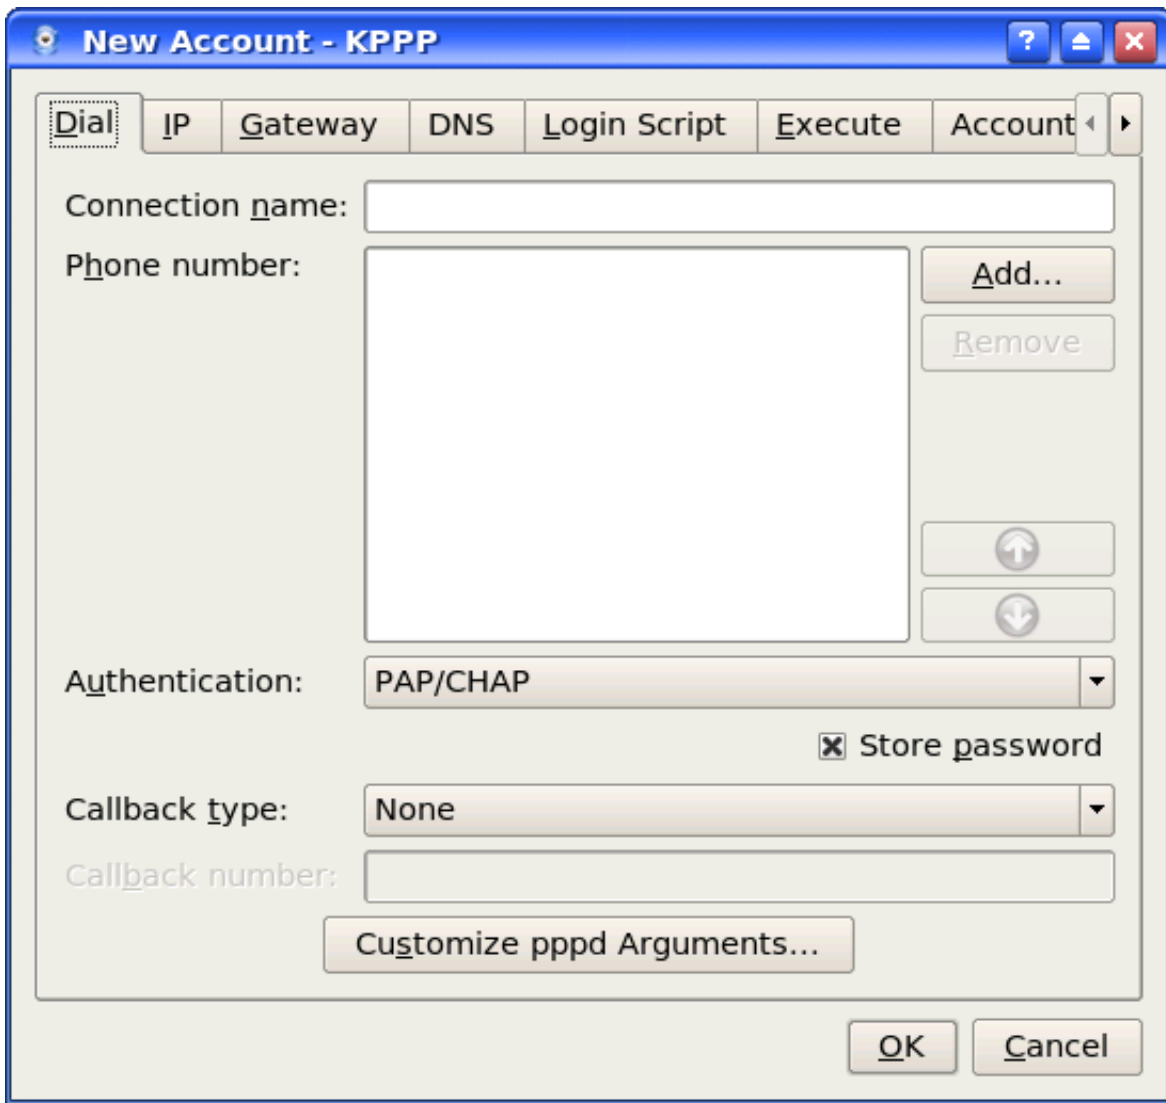 New Account - KPPP
Dial IP Gateway DNS Login Script Execute Account
Connection name:
Phone number:
Add...
Remove
Authentication: PAP/CHAP
Store password
Callback type: None
Callback number:
Customize pppd Arguments...
OK Cancel